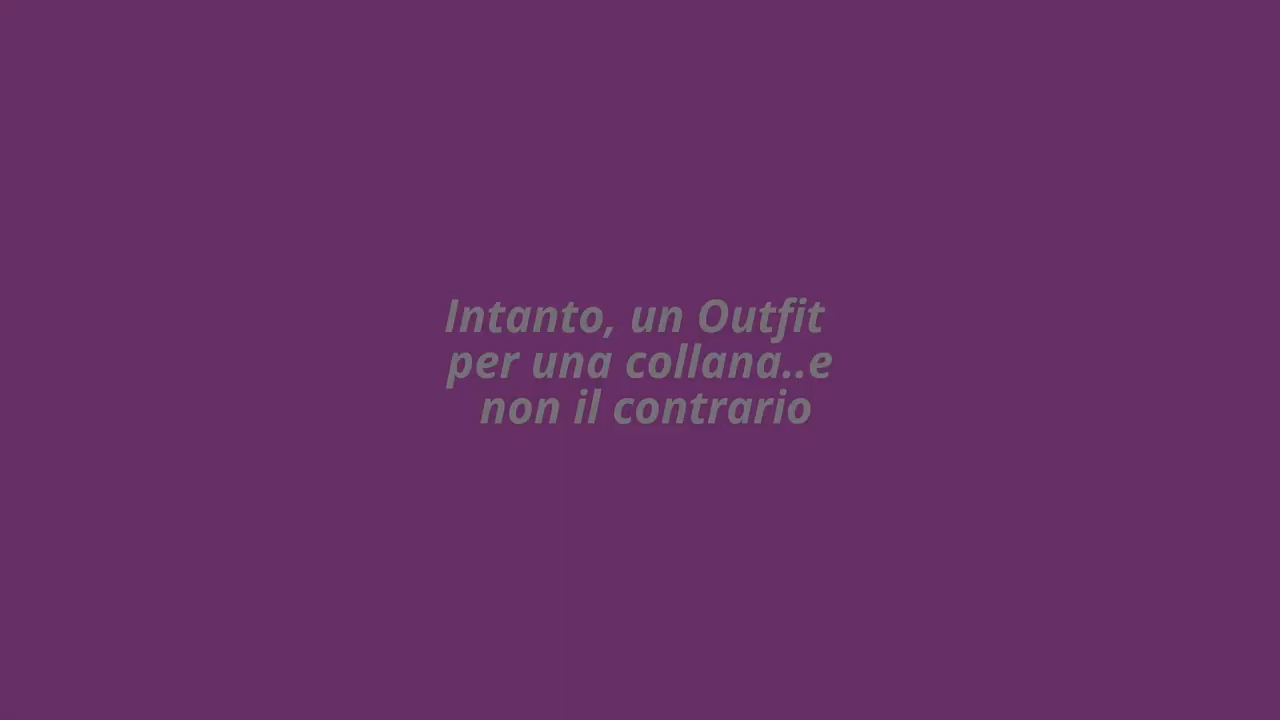 Intanto, un Outfit
per una collana..e
non il contrario